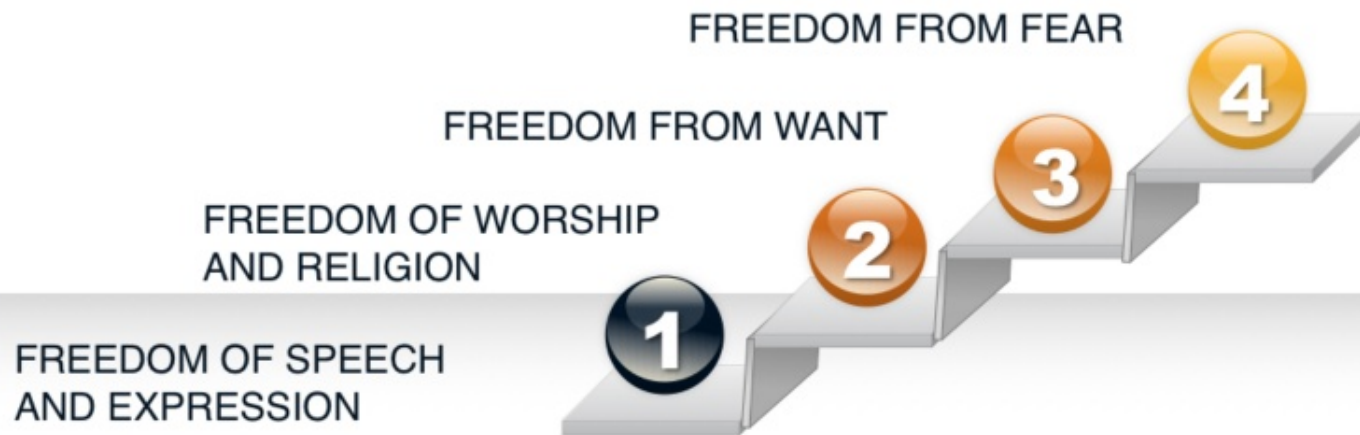 FREEDOM FROM FEAR
4
FREEDOM FROM WANT
3
FREEDOM OF WORSHIP
AND RELIGION
2
FREEDOM OF SPEECH
AND EXPRESSION
1